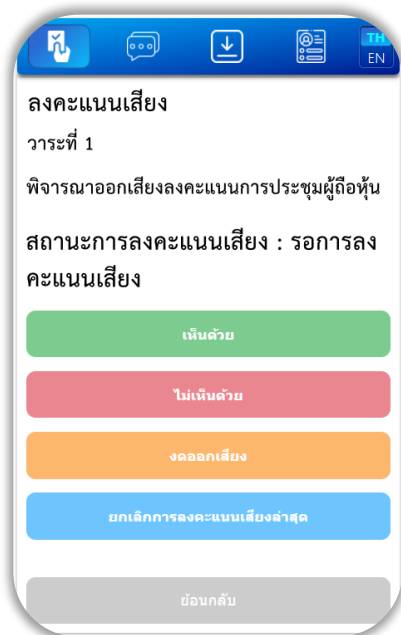 TH
EN
ลงคะแนนเสียง
วาระที่ 1
พิจารณาออกเสียงลงคะแนนการประชุมผู้ถือหุ้น
สถานะการลงคะแนนเสียง : รอการลง
คะแนนเสียง
เห็นด้วย
ไม่เห็นด้วย
งดออกเสียง
ยกเลิกการลงคะแนนเสียงล่าสุด
ย้อนกลับ